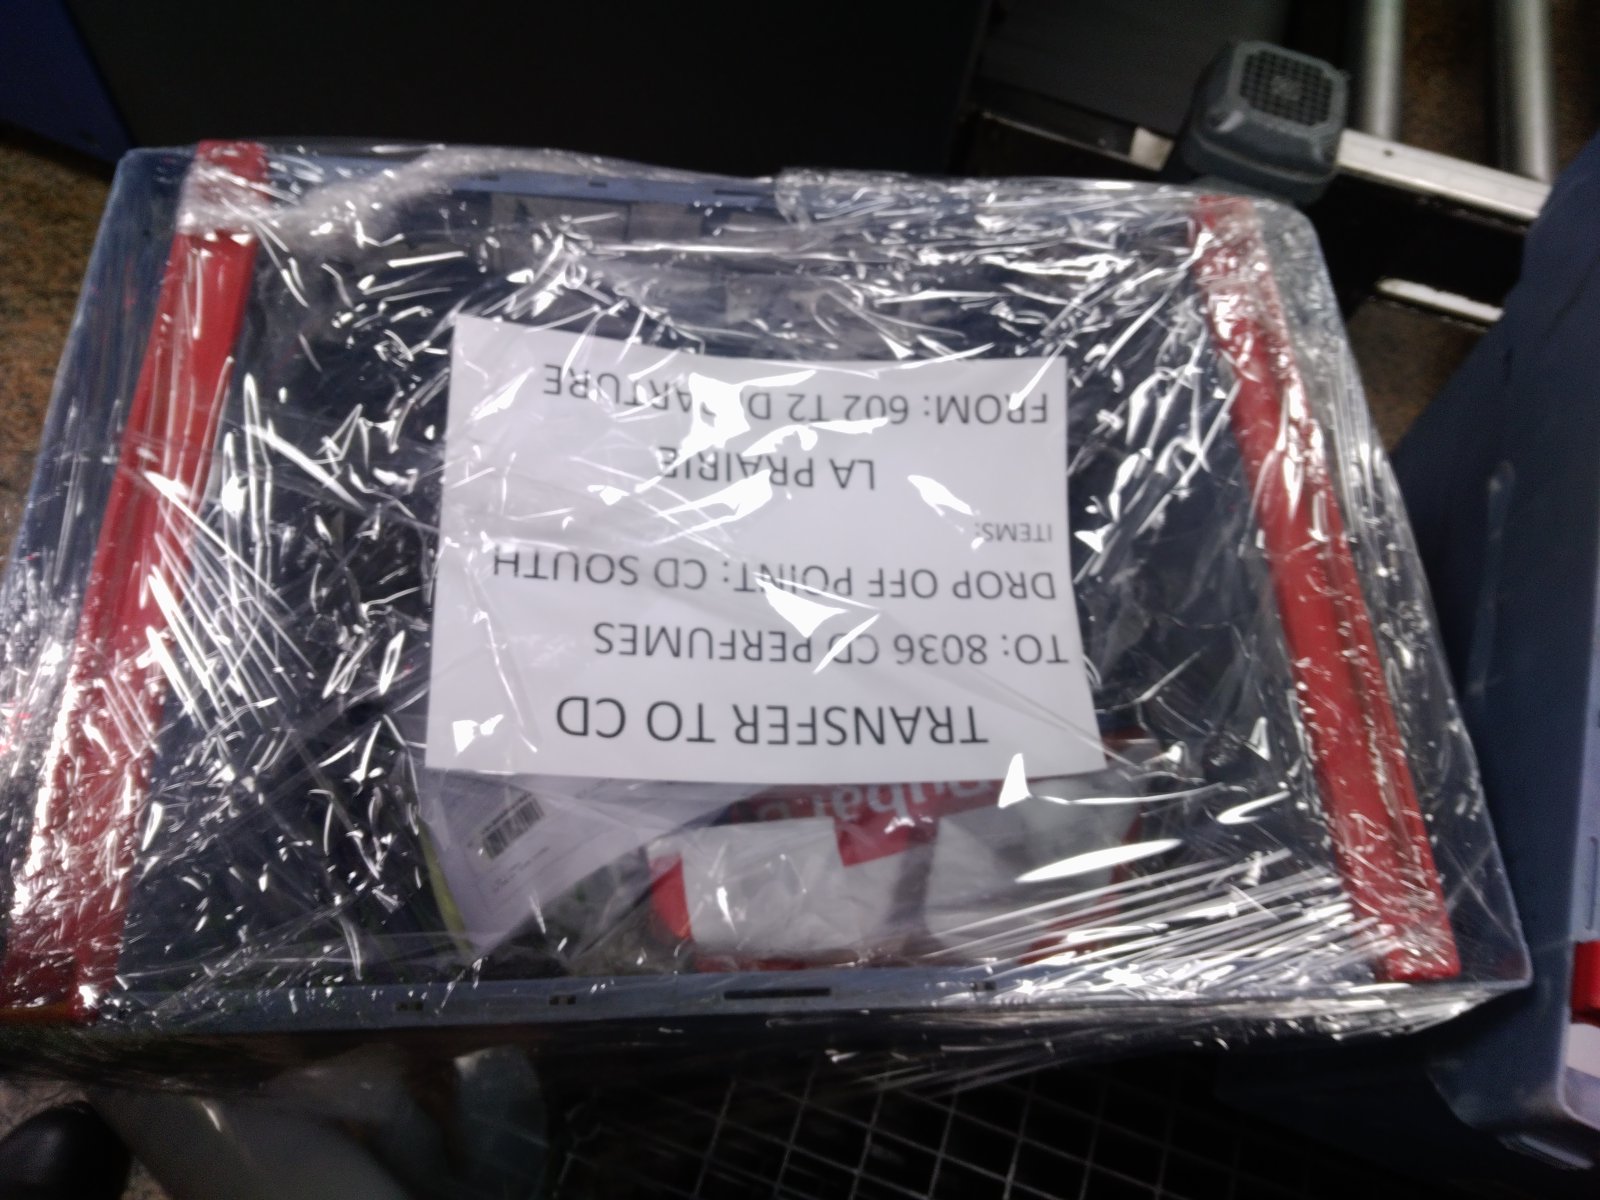 TRANSFER TO CD
TO: 8036 CD PERFUMES
DROP OFF POINT: CD SOUTH
ITEMS:
LA PRAIRIE
FROM: 602 T2 DEPARTURE